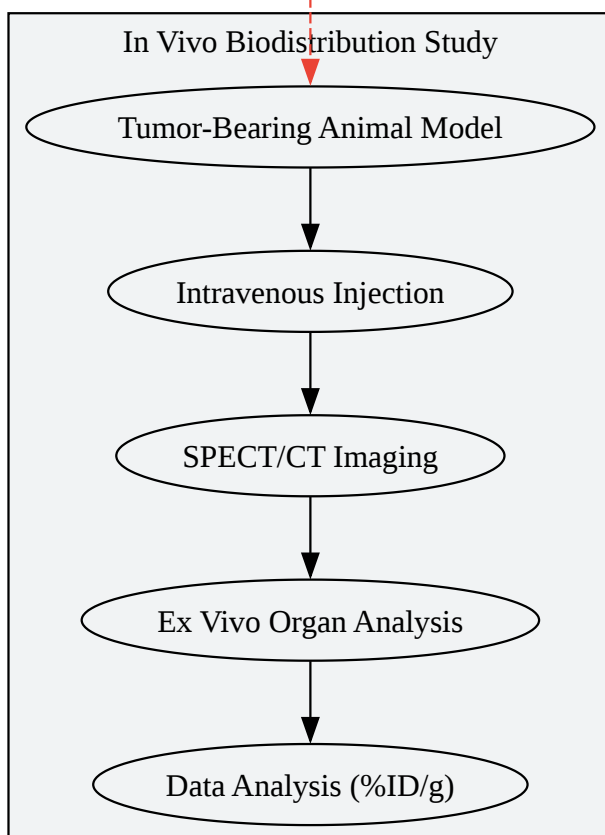 In Vivo Biodistribution Study
Tumor-Bearing Animal Model
Intravenous Injection
SPECT/CT Imaging
Ex Vivo Organ Analysis
Data Analysis (%ID/g)